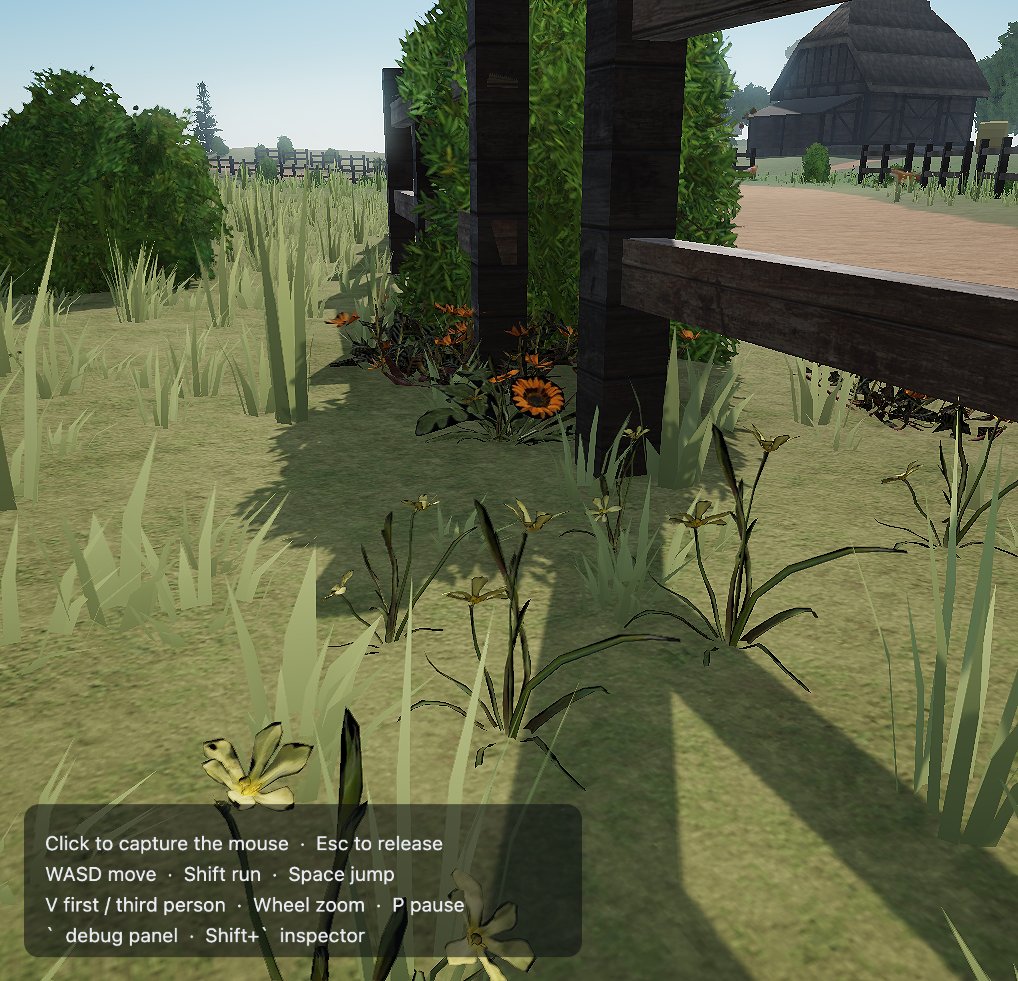 Click to capture the mouse · Esc to release
WASD move · Shift run · Space jump
V first / third person · Wheel zoom · P pause
` debug panel · Shift+` inspector